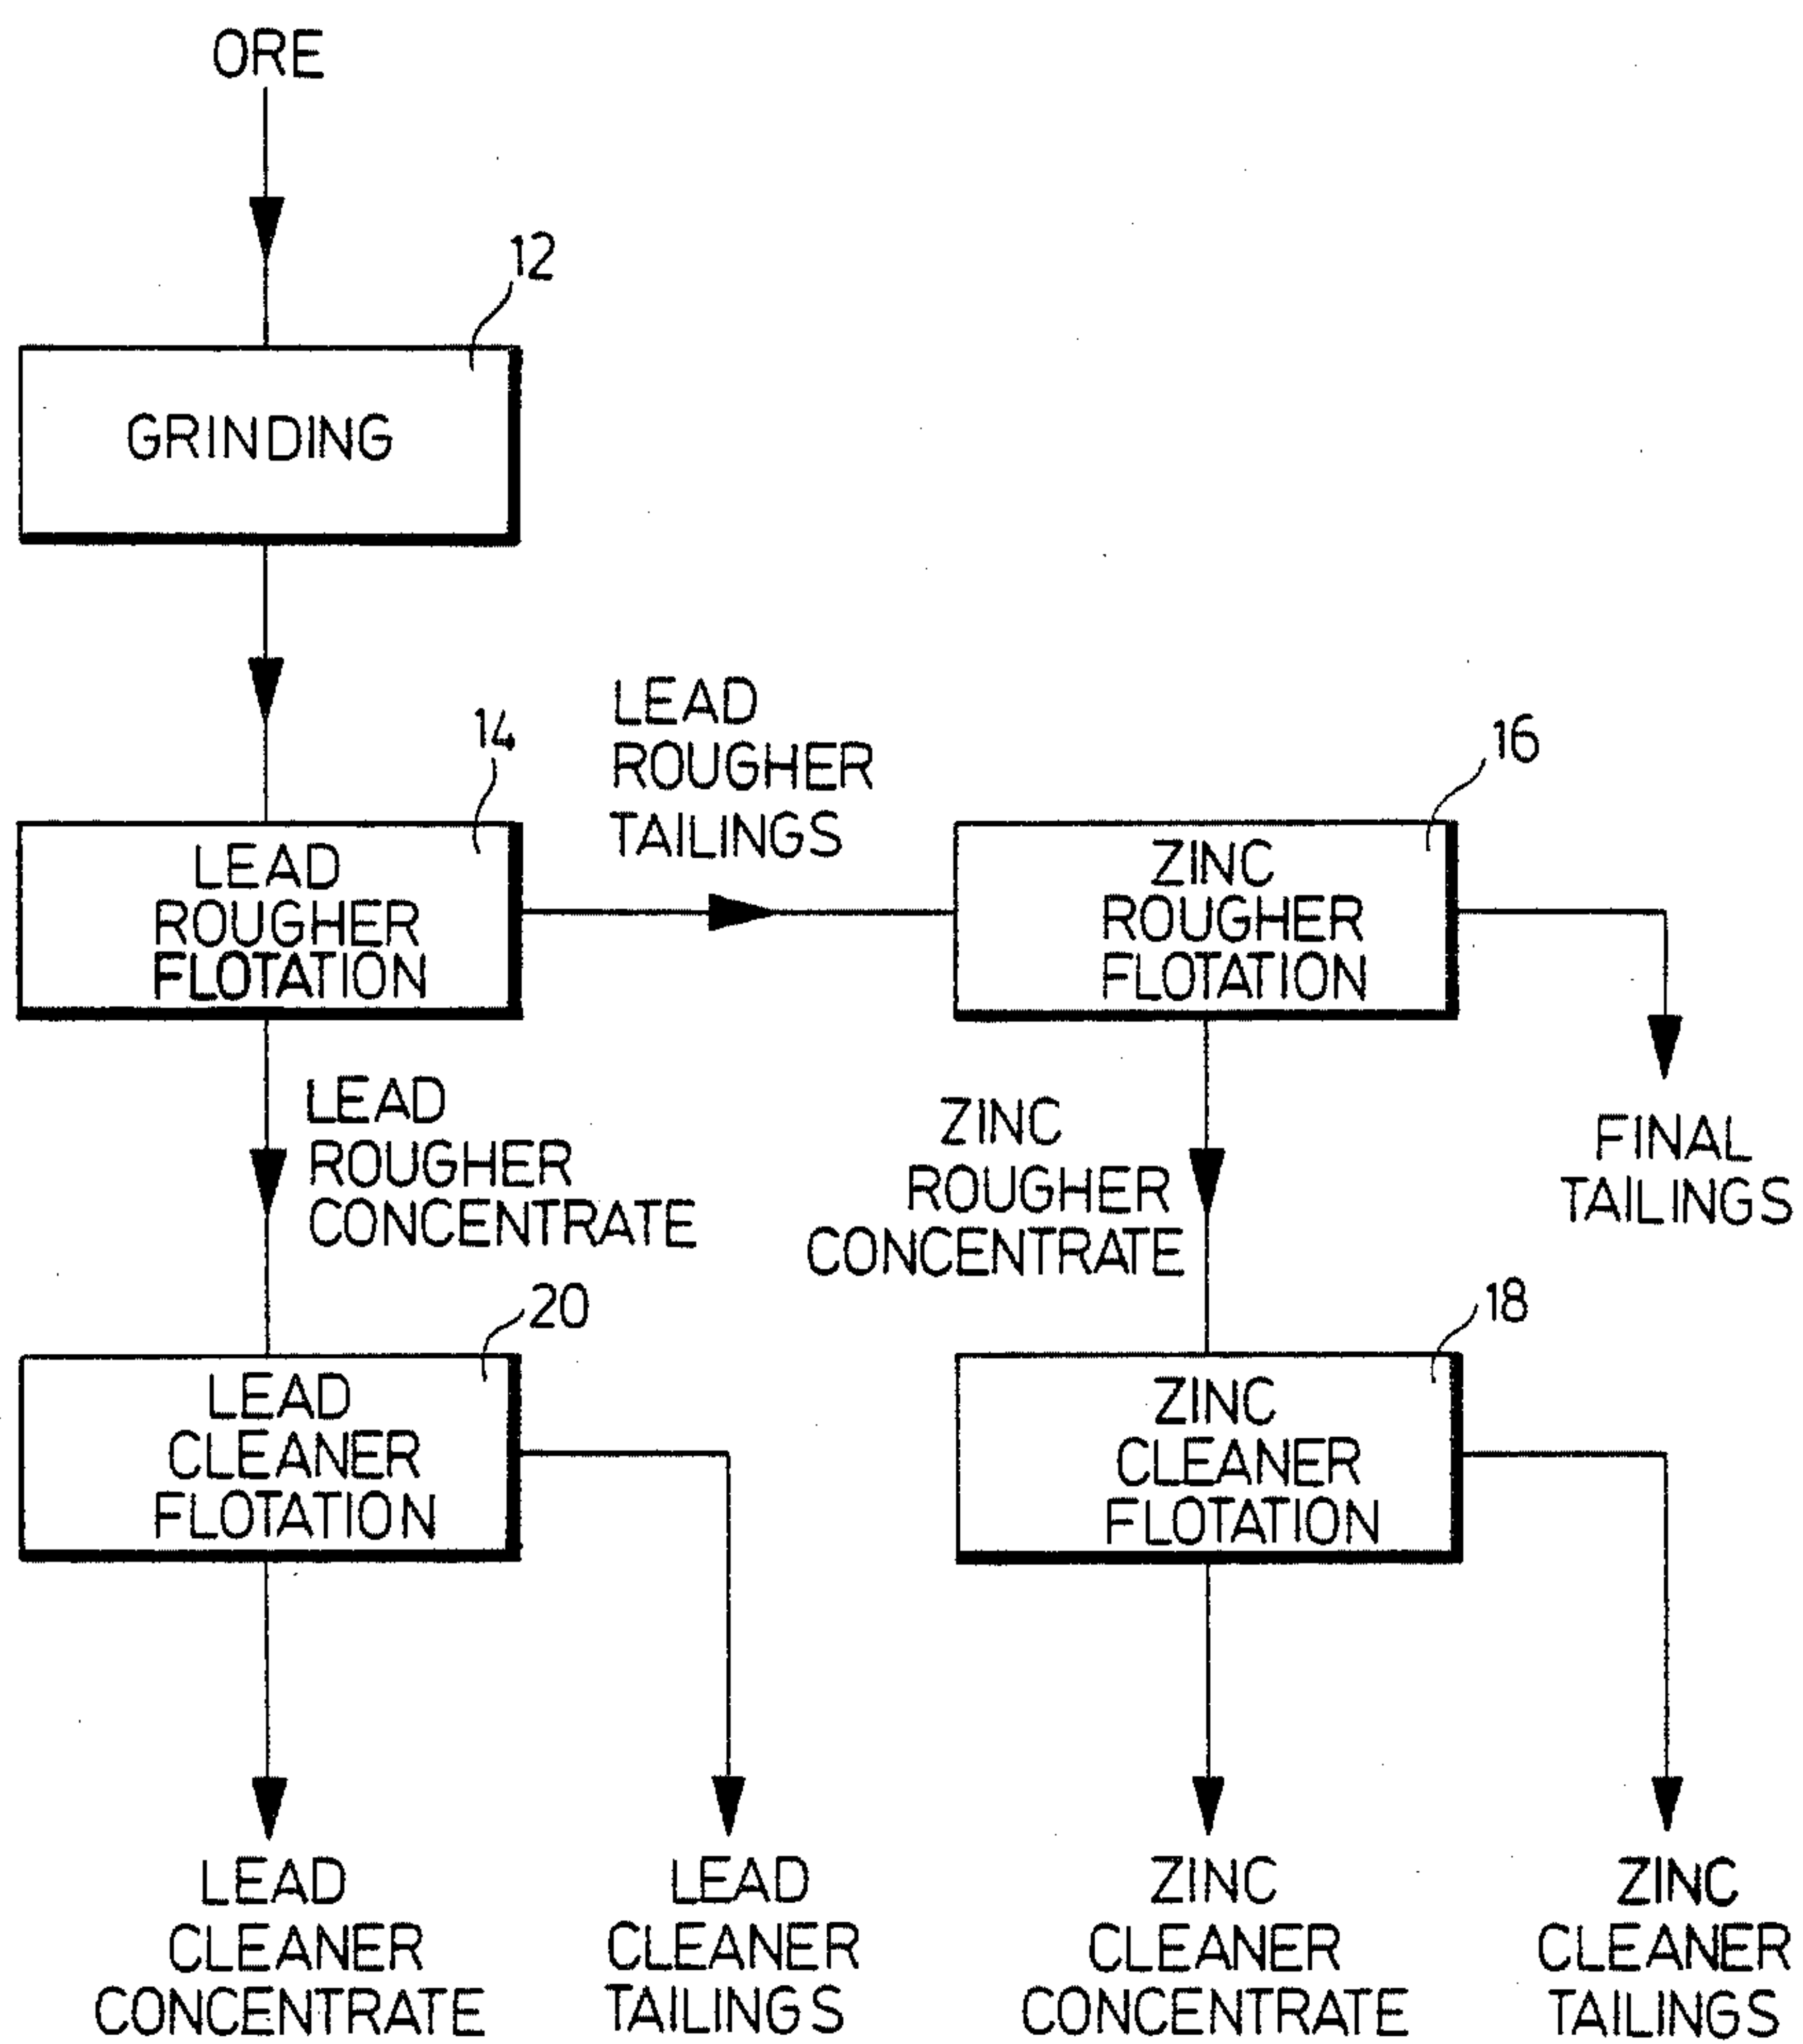 ORE
12
GRINDING
14
LEAD
ROUGHER
TAILINGS
16
LEAD
ROUGHER
FLOTATION
ZINC
ROUGHER
FLOTATION
LEAD
ROUGHER
CONCENTRATE
ZINC
ROUGHER
CONCENTRATE
FINAL
TAILINGS
20
18
LEAD
CLEANER
FLOTATION
ZINC
CLEANER
FLOTATION
LEAD
CLEANER
CONCENTRATE
LEAD
CLEANER
TAILINGS
ZINC
CLEANER
CONCENTRATE
ZINC
CLEANER
TAILINGS